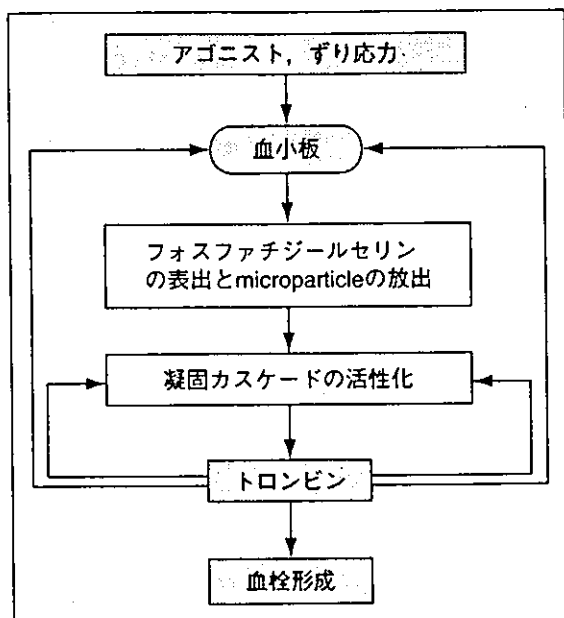 アゴニスト，ずり応力
血小板
フォスファチジールセリン
の表出とmicroparticleの放出
凝固カスケードの活性化
トロンビン
血栓形成